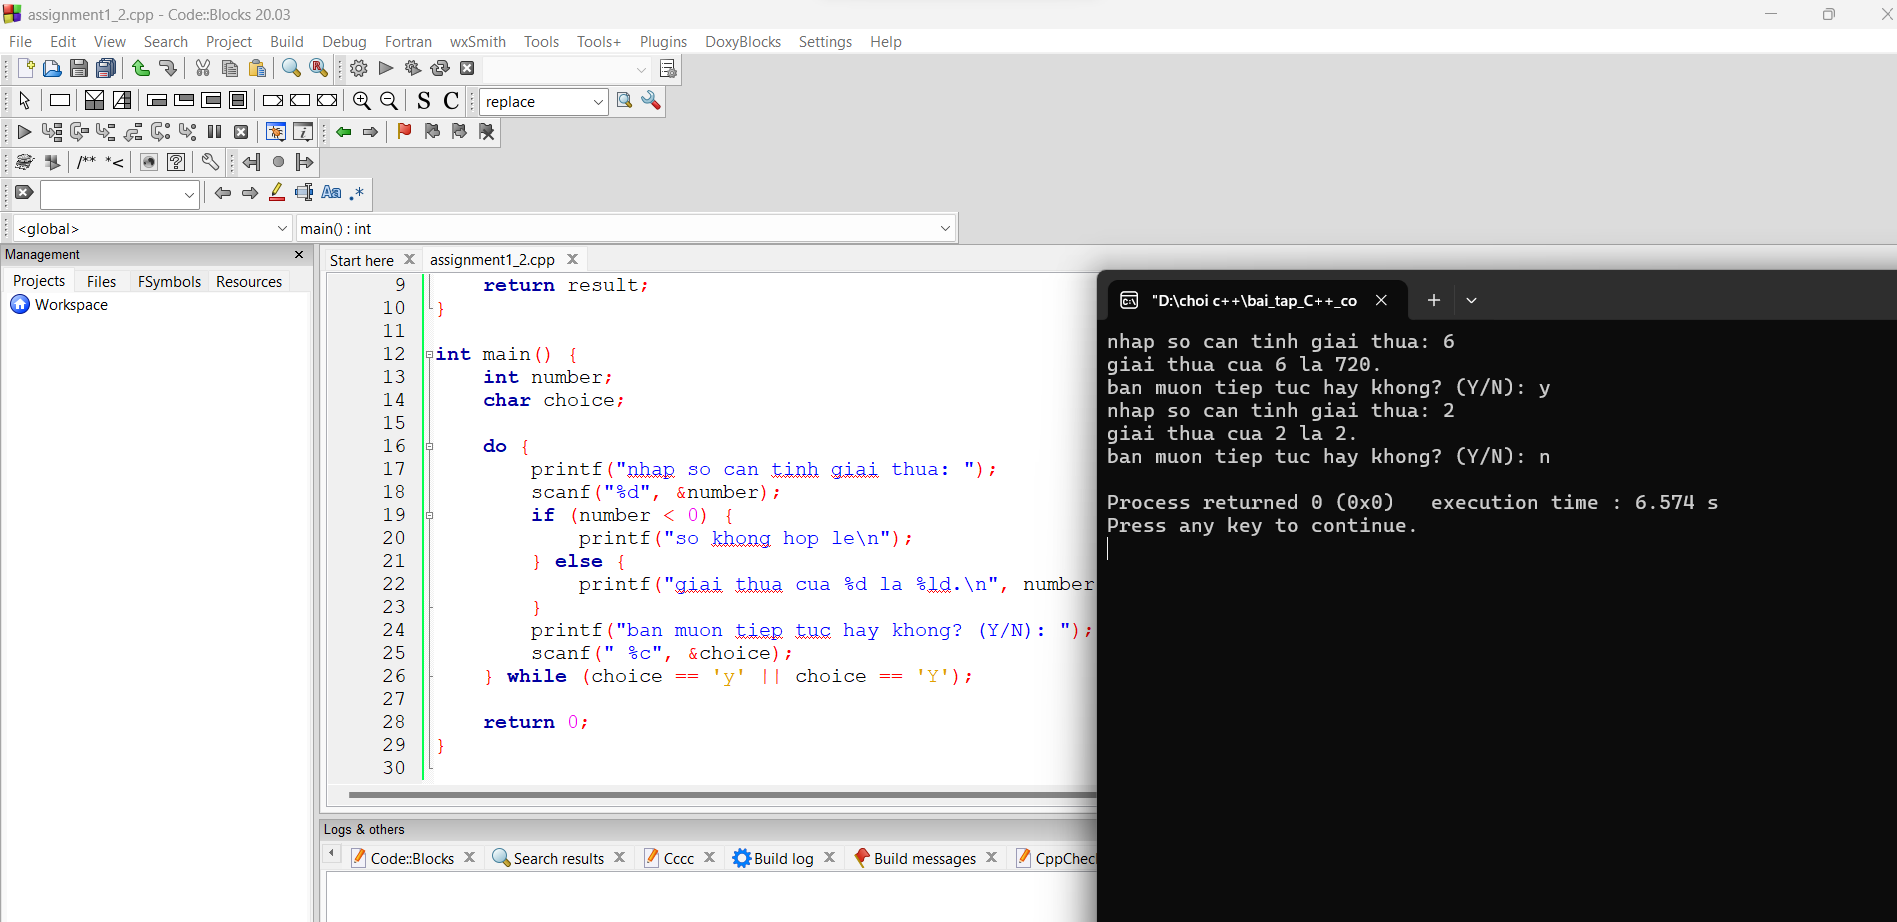 assignment1_2.cpp - Code::Blocks 20.03
File Edit View Search Project Build Debug Fortran wxSmith Tools Tools+ Plugins DoxyBlocks Settings Help
S C replace
/** *<
Aa .*
<global> main() : int
Management
Projects Files FSymbols Resources
Workspace
Start here assignment1_2.cpp
9 return result;
10 }
11
12 int main() {
13 int number;
14 char choice;
15
16 do {
17 printf("nhap so can tinh giai thua: ");
18 scanf("%d", &number);
19 if (number < 0) {
20 printf("so khong hop le\n");
21 } else {
22 printf("giai thua cua %d la %ld.\n", number
23 }
24 printf("ban muon tiep tuc hay khong? (Y/N): ");
25 scanf(" %c", &choice);
26 } while (choice == 'y' || choice == 'Y');
27
28 return 0;
29 }
30
Logs & others
Code::Blocks Search results Cccc Build log Build messages CppChec
"D:\choi c++\bai_tap_C++_co
nhap so can tinh giai thua: 6
giai thua cua 6 la 720.
ban muon tiep tuc hay khong? (Y/N): y
nhap so can tinh giai thua: 2
giai thua cua 2 la 2.
ban muon tiep tuc hay khong? (Y/N): n
Process returned 0 (0x0) execution time : 6.574 s
Press any key to continue.